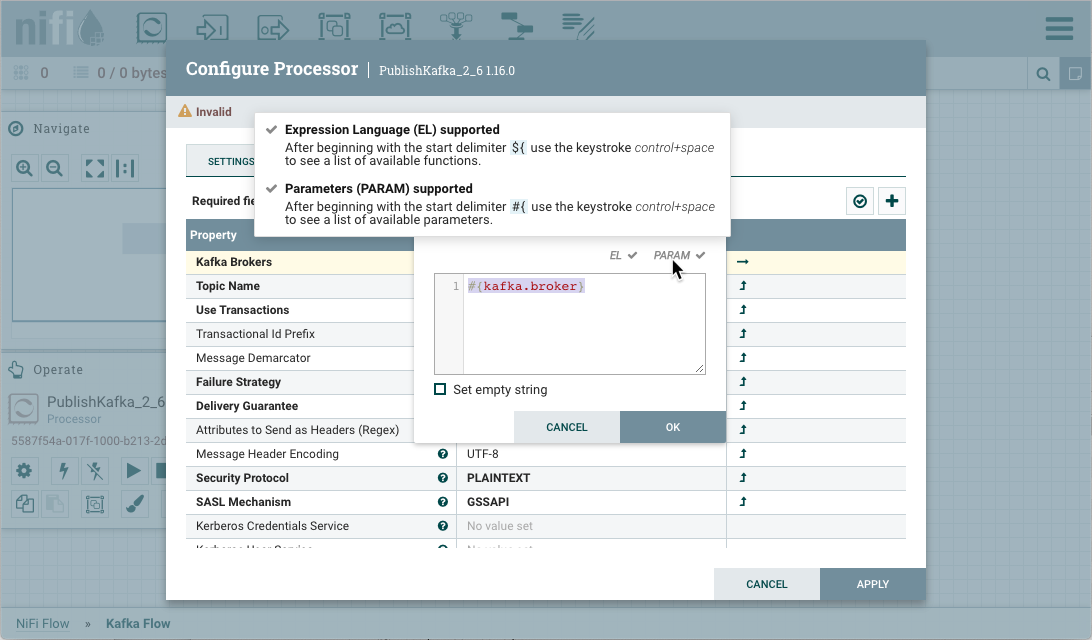 nifi
0
0 / 0 bytes
Configure Processor | PublishKafka_2_6 1.16.0
Invalid
Navigate
Expression Language (EL) supported
After beginning with the start delimiter ${ use the keystroke control+space
to see a list of available functions.
Parameters (PARAM) supported
After beginning with the start delimiter #{ use the keystroke control+space
to see a list of available parameters.
SETTINGS
Required fie
Property
EL PARAM
1 #{kafka.broker}
Set empty string
CANCEL OK
Kafka Brokers
Topic Name
Use Transactions
Transactional Id Prefix
Message Demarcator
Failure Strategy
Delivery Guarantee
Attributes to Send as Headers (Regex)
Message Header Encoding UTF-8
Security Protocol PLAINTEXT
SASL Mechanism GSSAPI
Kerberos Credentials Service No value set
Operate
PublishKafka_2_6
Processor
5587f54a-017f-1000-b213-2d
CANCEL APPLY
NiFi Flow » Kafka Flow